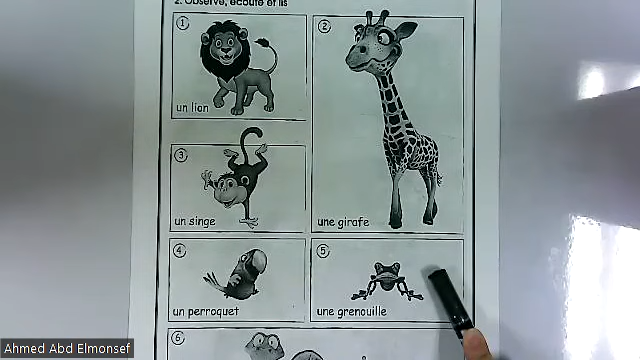 2. Observe, écoute et lis
1
un lion
2
une girafe
3
un singe
4
un perroquet
5
une grenouille
6
Ahmed Abd Elmonsef